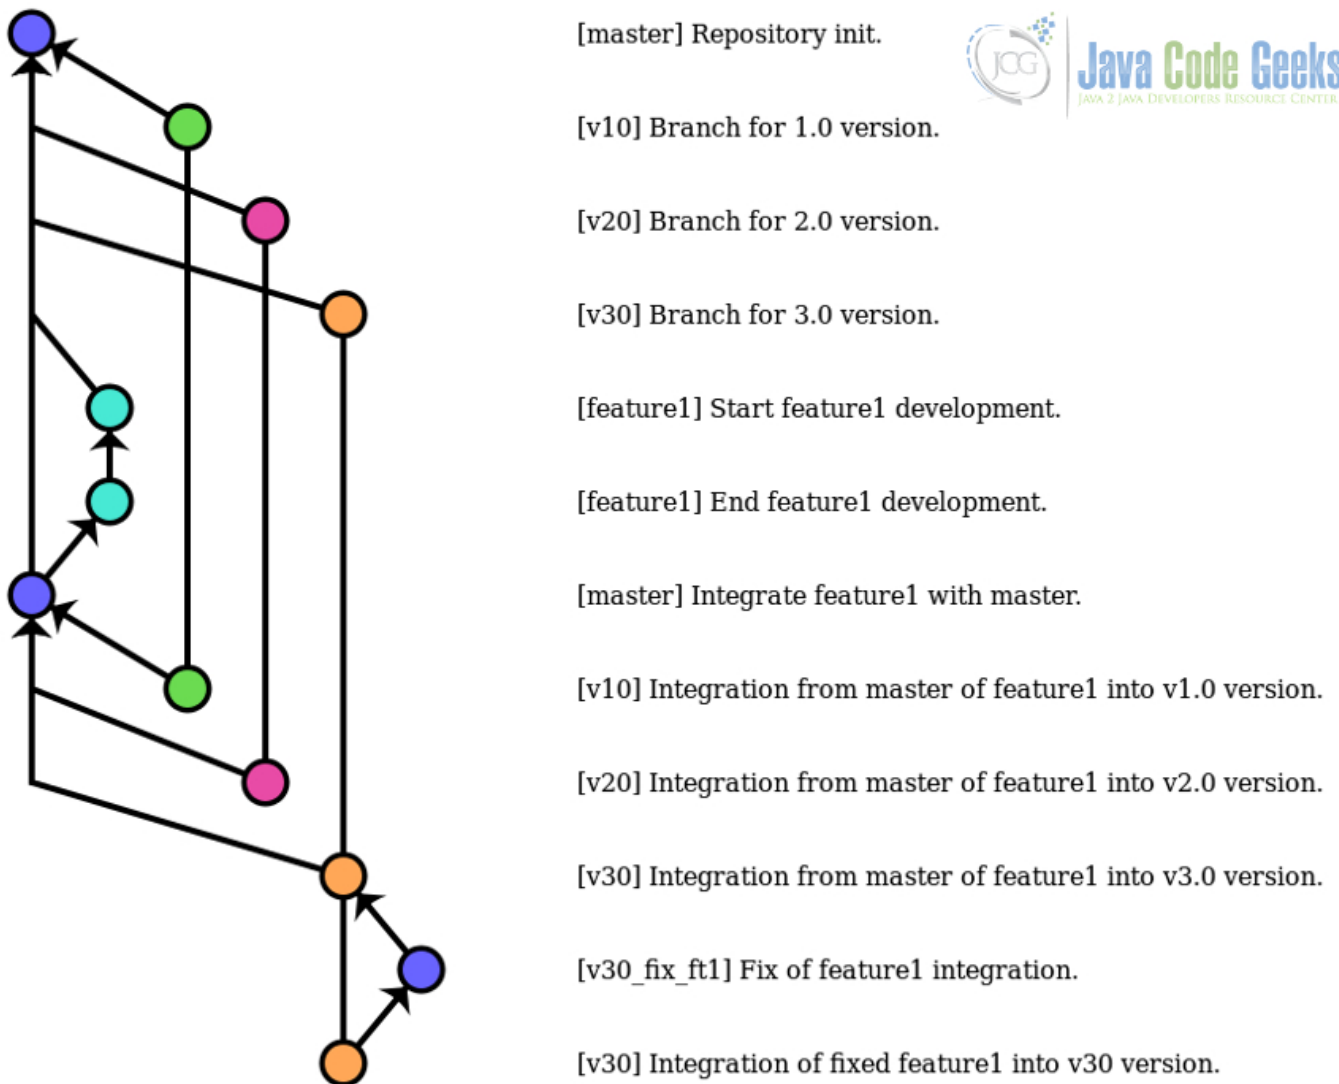 [master] Repository init.
JCG
Java Code Geeks
JAVA 2 JAVA DEVELOPERS RESOURCE CENTER
[v10] Branch for 1.0 version.
[v20] Branch for 2.0 version.
[v30] Branch for 3.0 version.
[feature1] Start feature1 development.
[feature1] End feature1 development.
[master] Integrate feature1 with master.
[v10] Integration from master of feature1 into v1.0 version.
[v20] Integration from master of feature1 into v2.0 version.
[v30] Integration from master of feature1 into v3.0 version.
[v30_fix_ft1] Fix of feature1 integration.
[v30] Integration of fixed feature1 into v30 version.